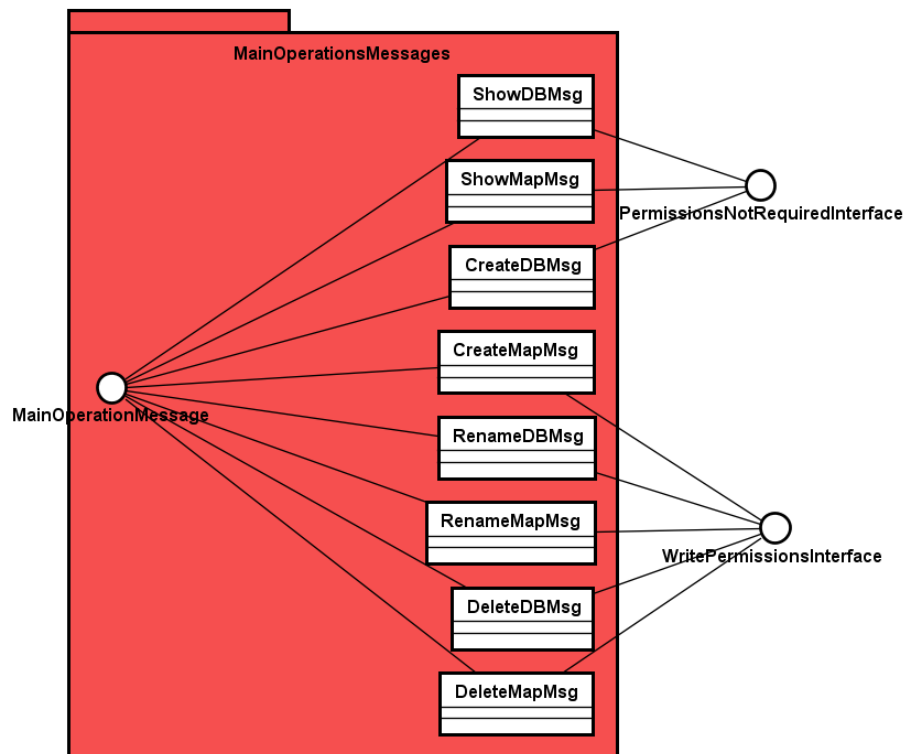 MainOperationsMessages
ShowDBMsg
ShowMapMsg
PermissionsNotRequiredInterface
CreateDBMsg
CreateMapMsg
MainOperationMessage
RenameDBMsg
RenameMapMsg
WritePermissionsInterface
DeleteDBMsg
DeleteMapMsg